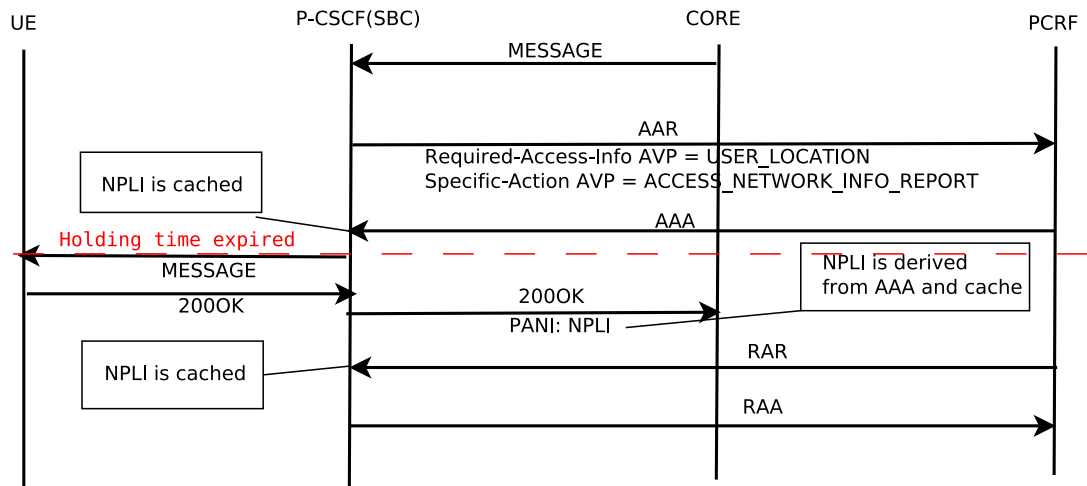 UE
P-CSCF(SBC)
CORE
PCRF
MESSAGE
AAR
Required-Access-Info AVP = USER_LOCATION
Specific-Action AVP = ACCESS_NETWORK_INFO_REPORT
NPLI is cached
AAA
Holding time expired
MESSAGE
NPLI is derived
from AAA and cache
200OK
200OK
PANI: NPLI
RAR
NPLI is cached
RAA